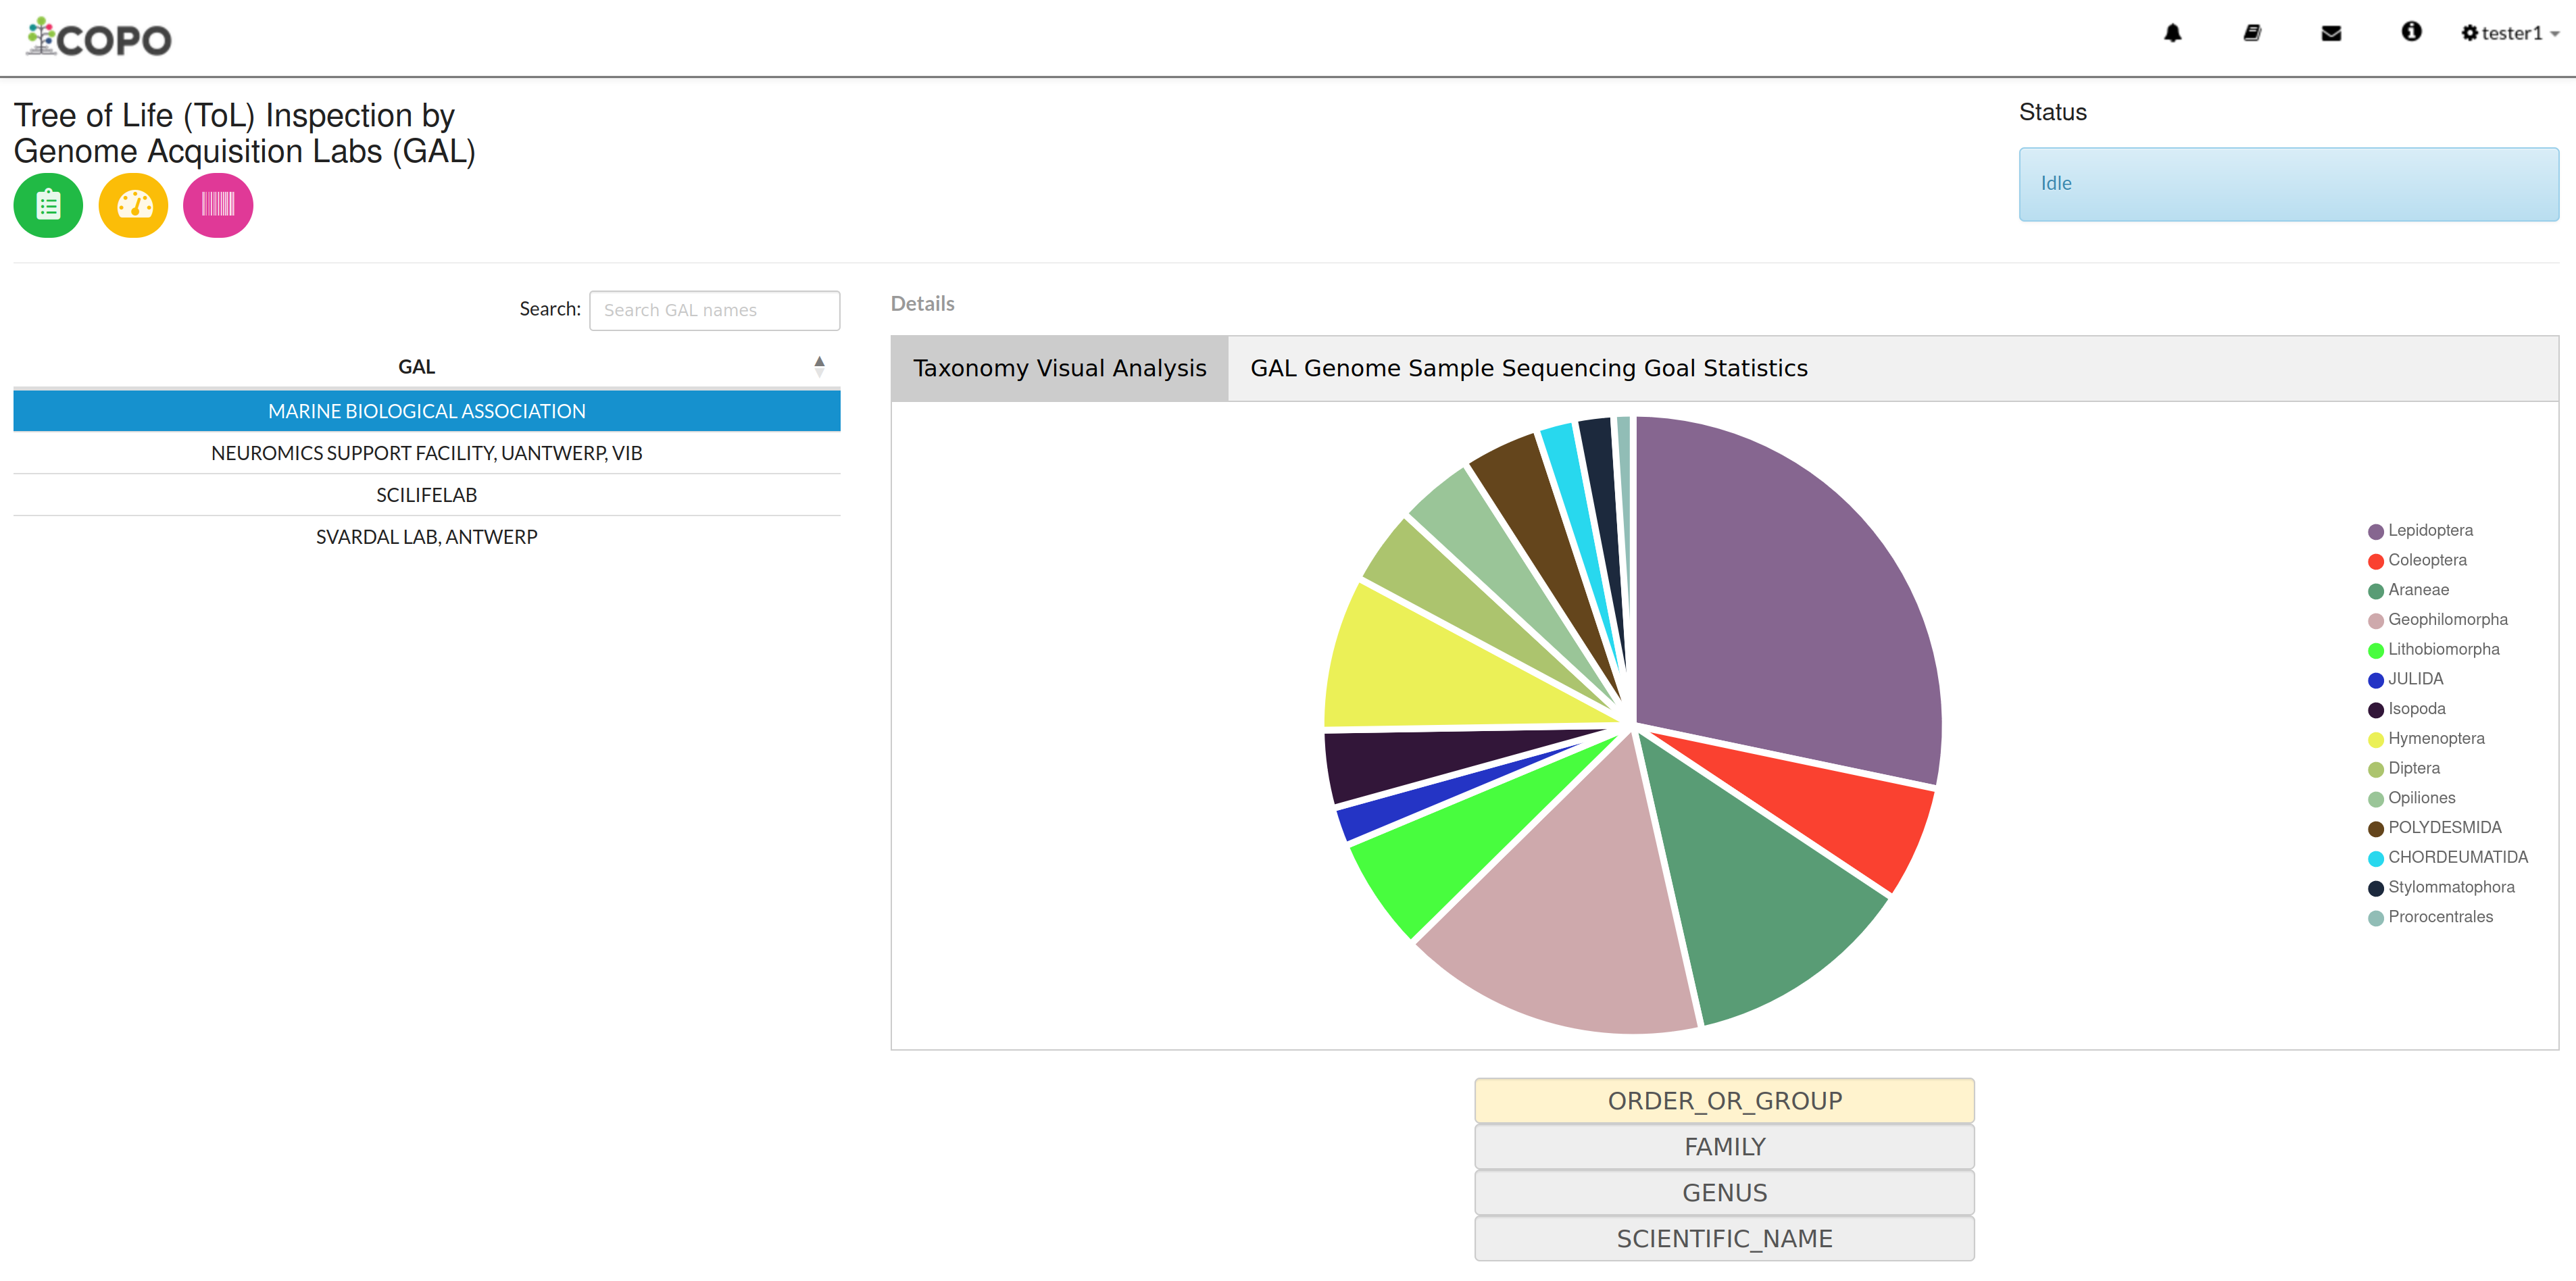 COPO
tester1
Tree of Life (ToL) Inspection by
Genome Acquisition Labs (GAL)
Status
Idle
Search: Search GAL names
GAL
MARINE BIOLOGICAL ASSOCIATION
NEUROMICS SUPPORT FACILITY, UANTWERP, VIB
SCILIFELAB
SVARDAL LAB, ANTWERP
Details
Taxonomy Visual Analysis
GAL Genome Sample Sequencing Goal Statistics
Lepidoptera
Coleoptera
Araneae
Geophilomorpha
Lithobiomorpha
JULIDA
Isopoda
Hymenoptera
Diptera
Opiliones
POLYDESMIDA
CHORDEUMATIDA
Stylommatophora
Prorocentrales
ORDER_OR_GROUP
FAMILY
GENUS
SCIENTIFIC_NAME